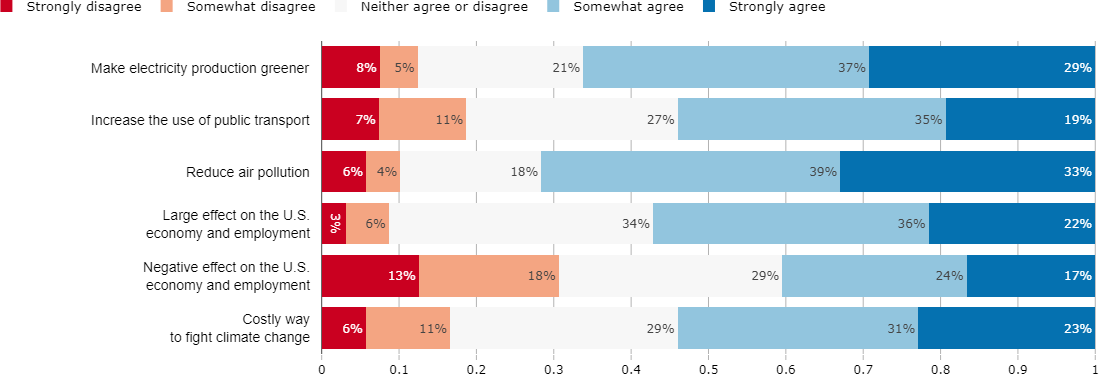 Strongly disagree Somewhat disagree Neither agree or disagree Somewhat agree Strongly agree
Make electricity production greener 8% 5% 21% 37% 29%
Increase the use of public transport 7% 11% 27% 35% 19%
Reduce air pollution 6% 4% 18% 39% 33%
Large effect on the U.S.
economy and employment 3% 6% 34% 36% 22%
Negative effect on the U.S.
economy and employment 13% 18% 29% 24% 17%
Costly way
to fight climate change 6% 11% 29% 31% 23%
0 0.1 0.2 0.3 0.4 0.5 0.6 0.7 0.8 0.9 1